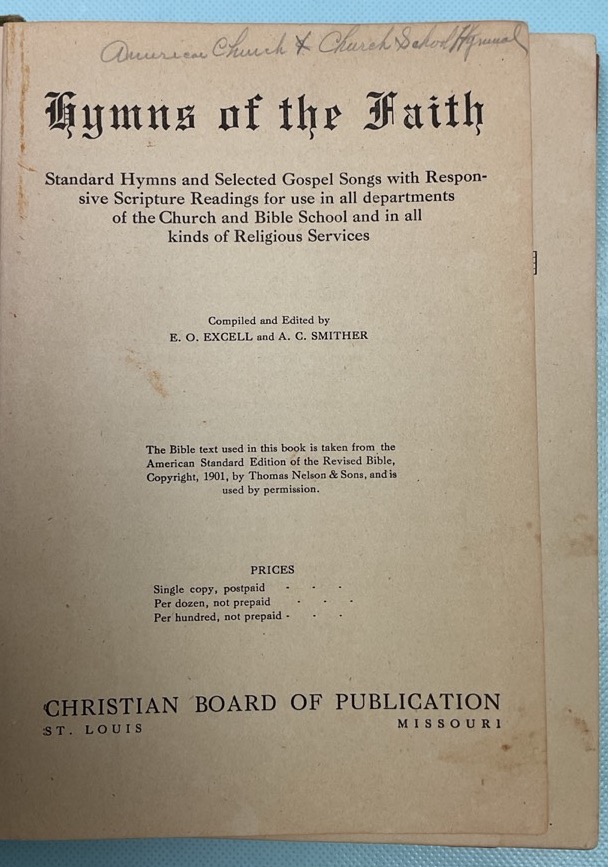 American Church & Church School Hymnal
Hymns of the Faith
Standard Hymns and Selected Gospel Songs with Respon-
sive Scripture Readings for use in all departments
of the Church and Bible School and in all
kinds of Religious Services
Compiled and Edited by
E. O. EXCELL and A. C. SMITHER
The Bible text used in this book is taken from the
American Standard Edition of the Revised Bible,
Copyright, 1901, by Thomas Nelson & Sons, and is
used by permission.
PRICES
Single copy, postpaid - - -
Per dozen, not prepaid - - -
Per hundred, not prepaid - - -
CHRISTIAN BOARD OF PUBLICATION
ST. LOUIS MISSOURI